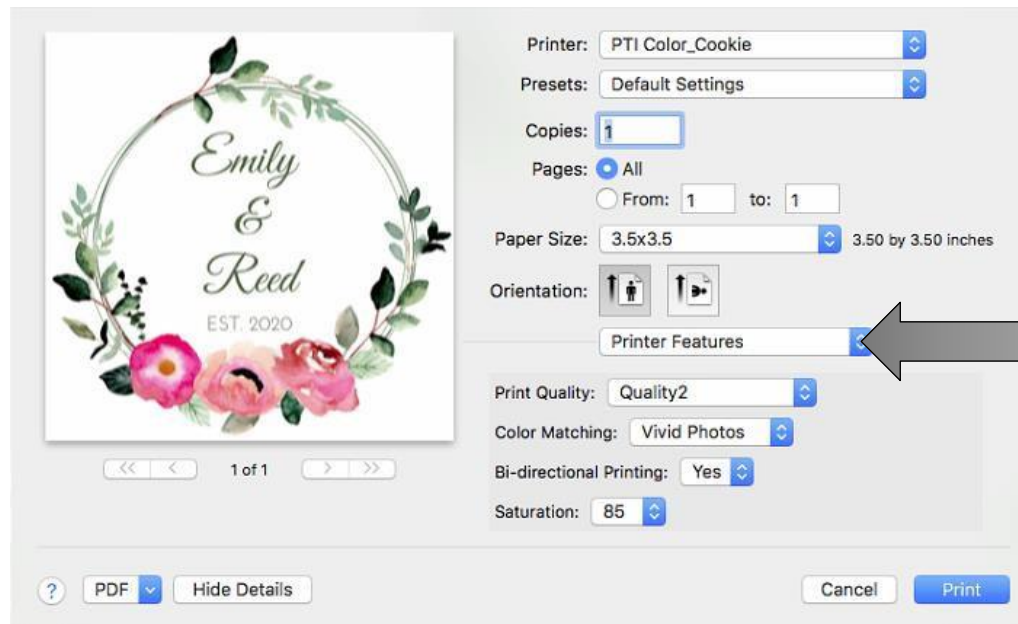 Emily
&
Reed
EST. 2020
<< < 1 of 1 > >>
Printer: PTI Color_Cookie
Presets: Default Settings
Copies: 1
Pages: All
From: 1 to: 1
Paper Size: 3.5x3.5 3.50 by 3.50 inches
Orientation:
Printer Features
Print Quality: Quality2
Color Matching: Vivid Photos
Bi-directional Printing: Yes
Saturation: 85
? PDF Hide Details Cancel Print